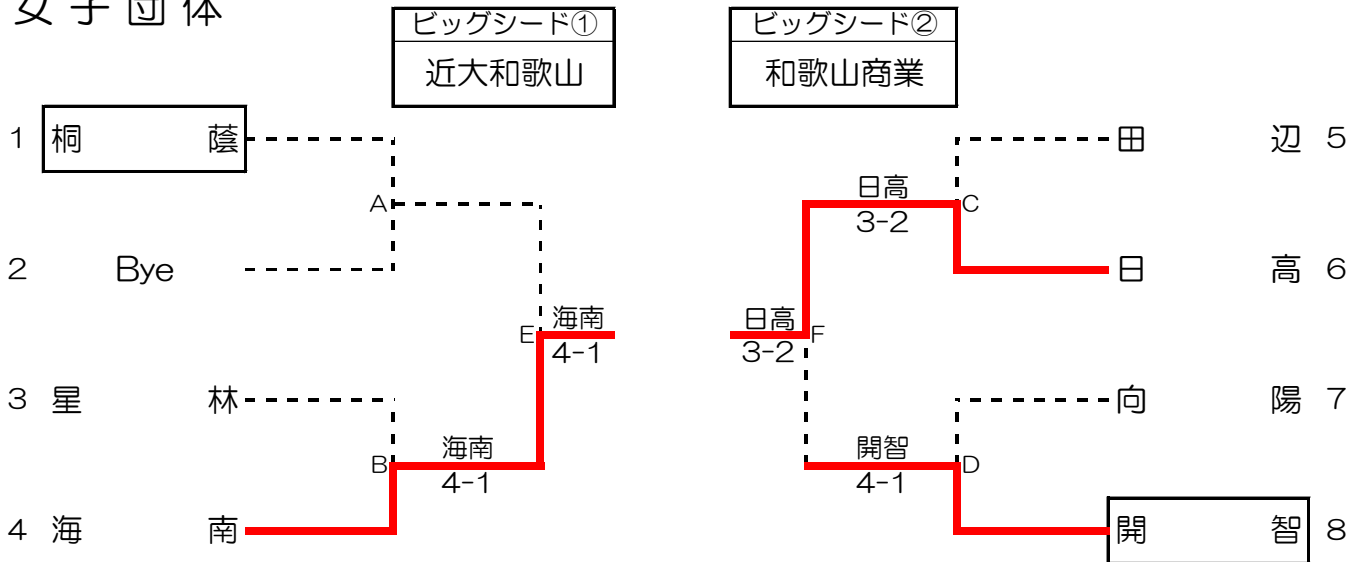 女子団体
ビッグシード①
近大和歌山
ビッグシード②
和歌山商業
1 桐蔭
田辺 5
A
日高
3-2
C
2 Bye
日高 6
E
海南
4-1
日高
3-2
F
3 星林
向陽 7
B
海南
4-1
開智
4-1
D
4 海南
開智 8